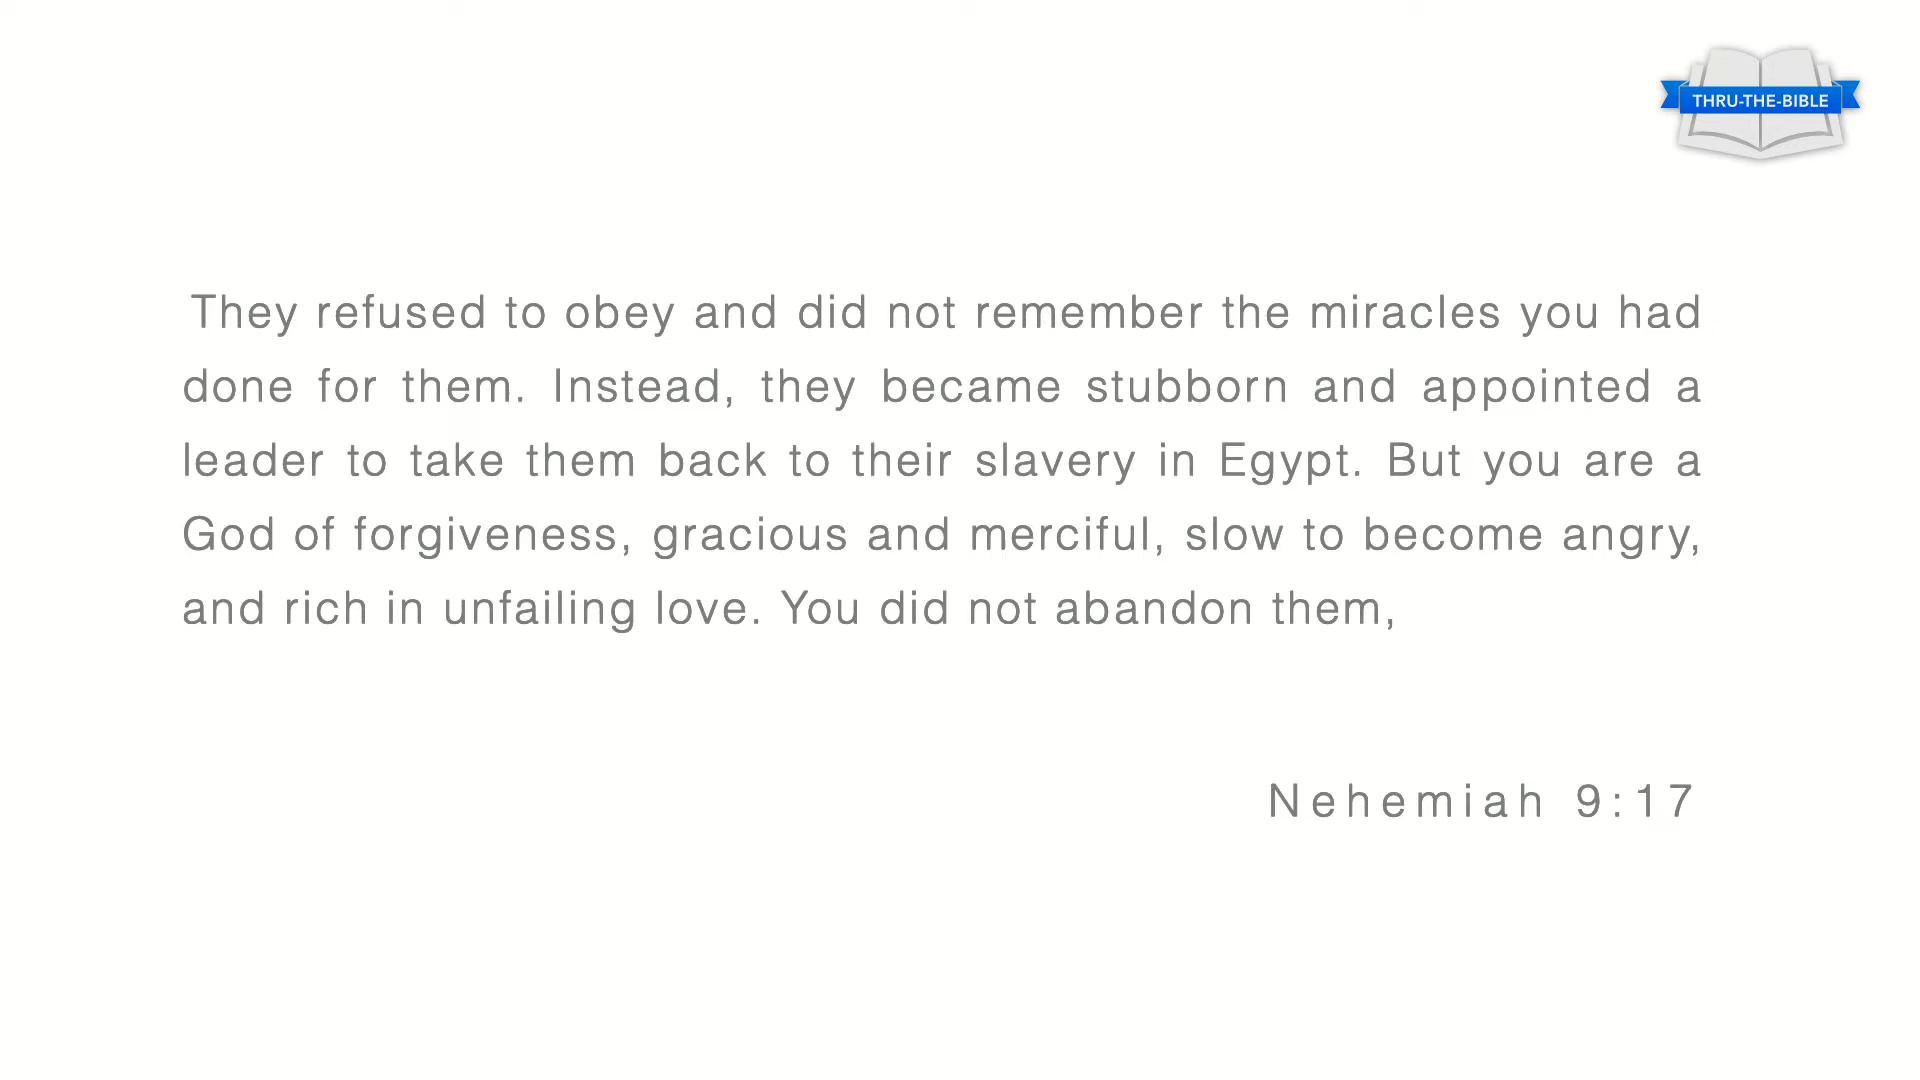 THRU-THE-BIBLE
They refused to obey and did not remember the miracles you had
done for them. Instead, they became stubborn and appointed a
leader to take them back to their slavery in Egypt. But you are a
God of forgiveness, gracious and merciful, slow to become angry,
and rich in unfailing love. You did not abandon them,
Nehemiah 9:17